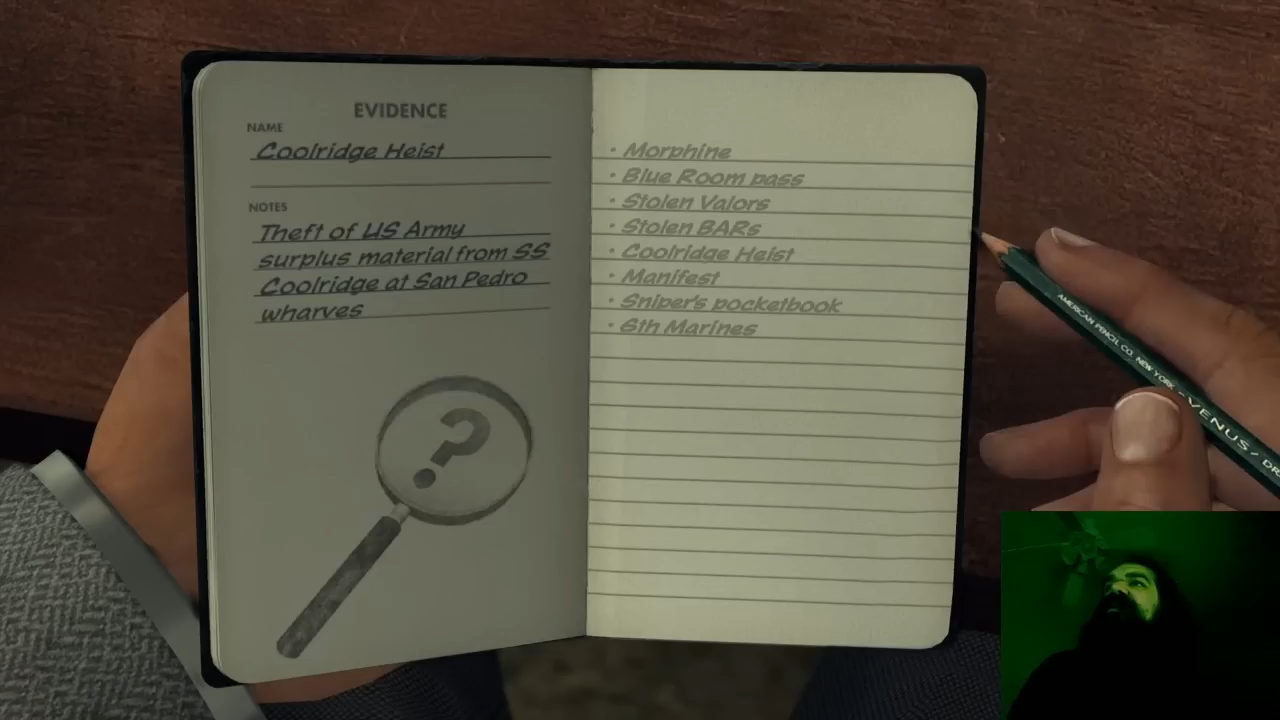 EVIDENCE
NAME
Coolridge Heist
NOTES
Theft of US Army
surplus material from SS
Coolridge at San Pedro
wharves
?
• Morphine
• Blue Room pass
• Stolen Valors
• Stolen BARs
• Coolridge Heist
• Manifest
• Sniper's pocketbook
• 6th Marines
AMERICAN PENCIL CO. NEW YORK - VENUS / DR